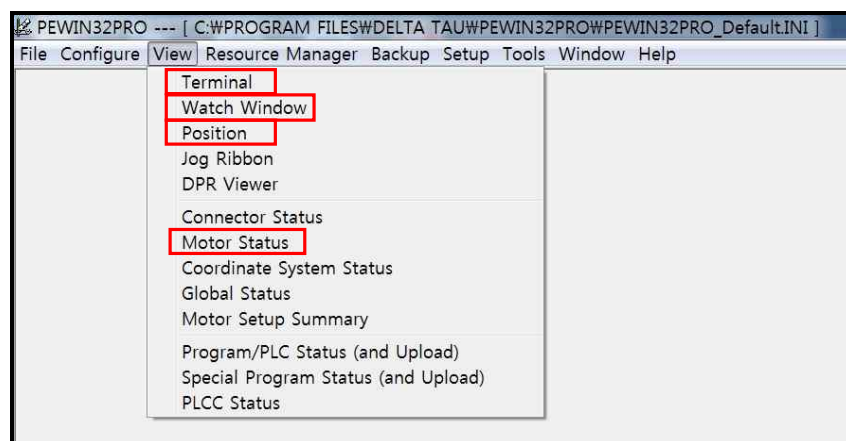 PEWIN32PRO --- [ C:₩PROGRAM FILES₩DELTA TAU₩PEWIN32PRO₩PEWIN32PRO_Default.INI ]
File Configure View Resource Manager Backup Setup Tools Window Help
Terminal
Watch Window
Position
Jog Ribbon
DPR Viewer
Connector Status
Motor Status
Coordinate System Status
Global Status
Motor Setup Summary
Program/PLC Status (and Upload)
Special Program Status (and Upload)
PLCC Status